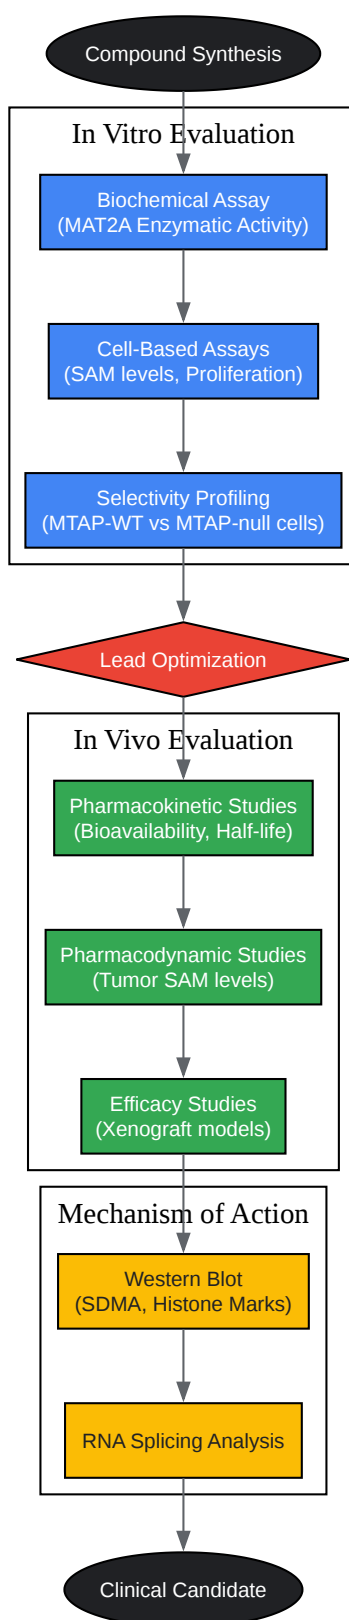 Compound Synthesis
In Vitro Evaluation
Biochemical Assay
(MAT2A Enzymatic Activity)
Cell-Based Assays
(SAM levels, Proliferation)
Selectivity Profiling
(MTAP-WT vs MTAP-null cells)
Lead Optimization
In Vivo Evaluation
Pharmacokinetic Studies
(Bioavailability, Half-life)
Pharmacodynamic Studies
(Tumor SAM levels)
Efficacy Studies
(Xenograft models)
Mechanism of Action
Western Blot
(SDMA, Histone Marks)
RNA Splicing Analysis
Clinical Candidate